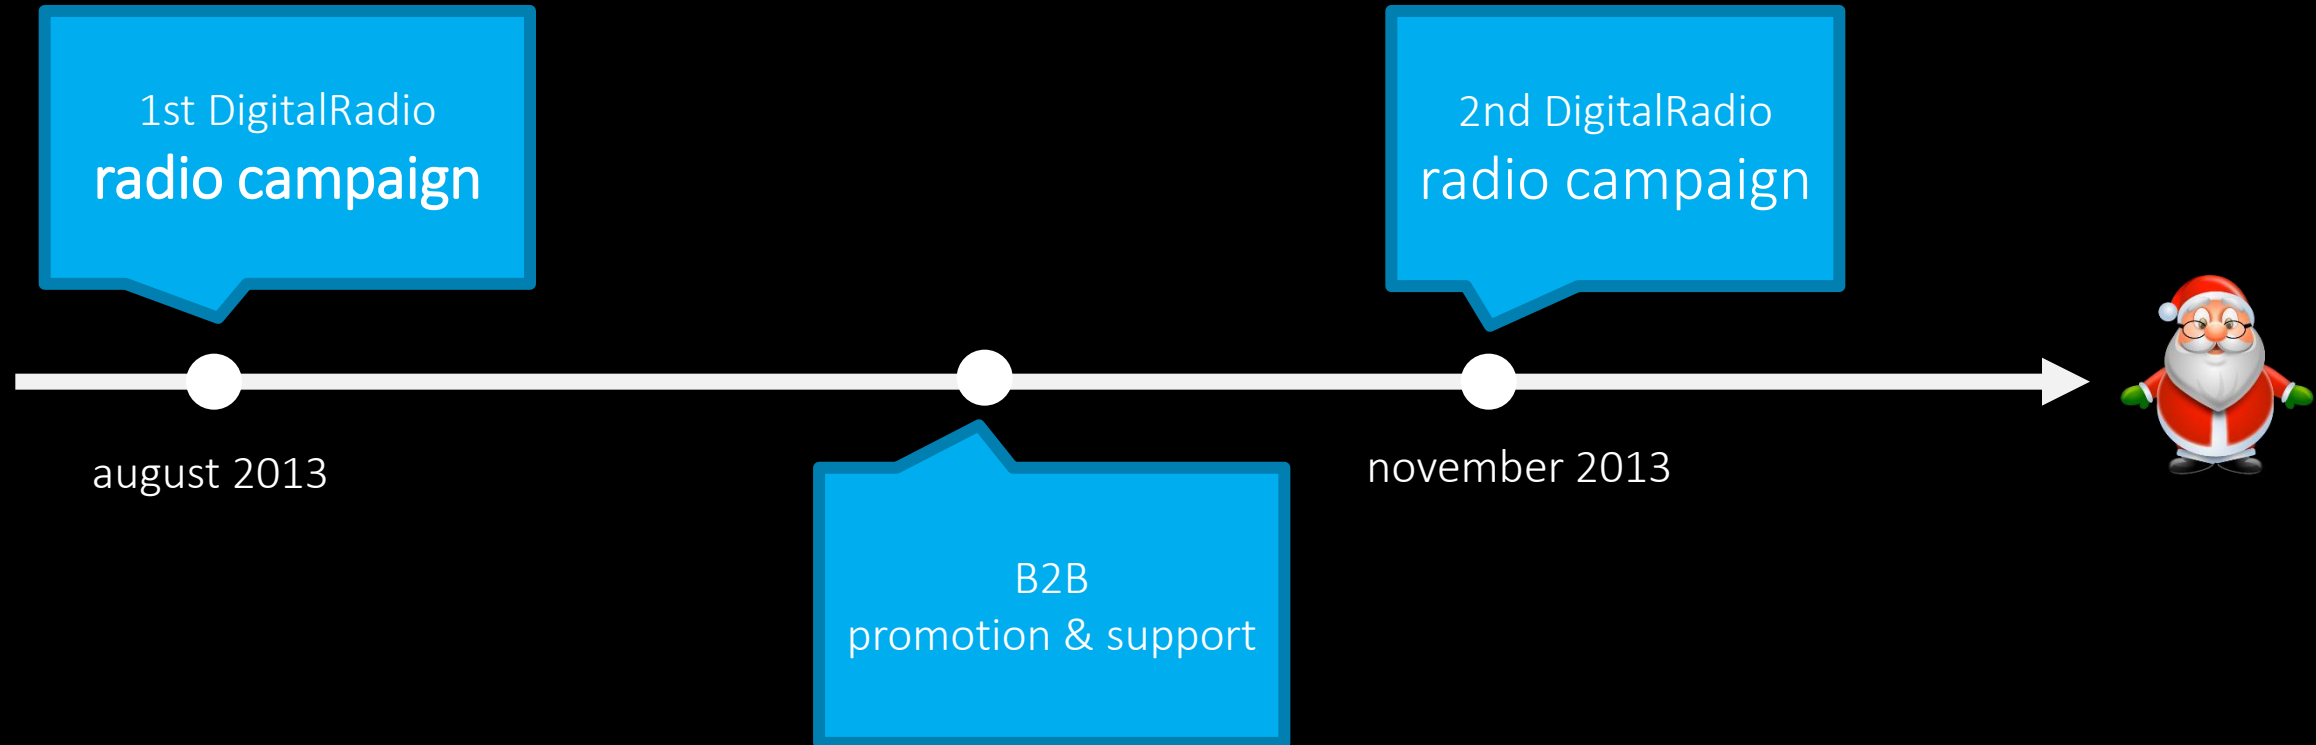 1st DigitalRadio
radio campaign
2nd DigitalRadio
radio campaign
august 2013
november 2013
B2B
promotion & support